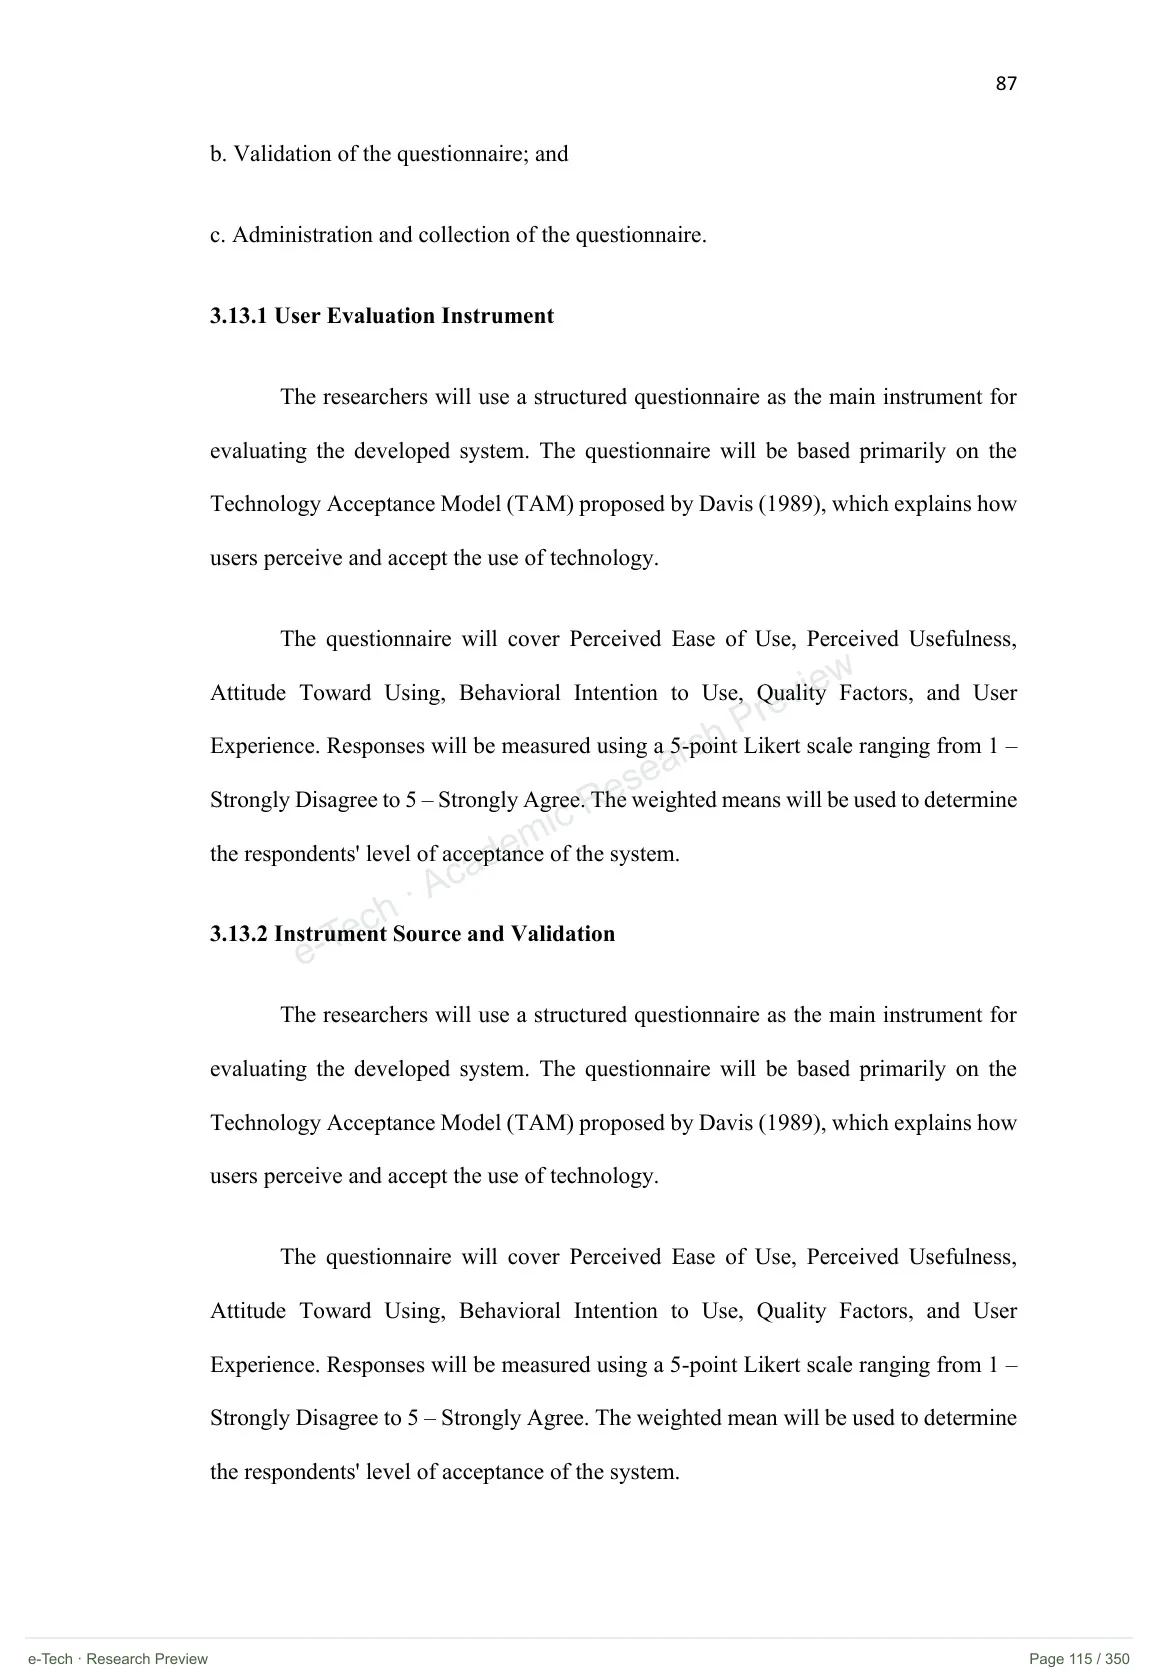 87
b. Validation of the questionnaire; and
c. Administration and collection of the questionnaire.
3.13.1 User Evaluation Instrument
The researchers will use a structured questionnaire as the main instrument for
evaluating the developed system. The questionnaire will be based primarily on the
Technology Acceptance Model (TAM) proposed by Davis (1989), which explains how
users perceive and accept the use of technology.
The questionnaire will cover Perceived Ease of Use, Perceived Usefulness,
Attitude Toward Using, Behavioral Intention to Use, Quality Factors, and User
Experience. Responses will be measured using a 5-point Likert scale ranging from 1 –
Strongly Disagree to 5 – Strongly Agree. The weighted means will be used to determine
the respondents' level of acceptance of the system.
e-Tech · Academic Research Preview
3.13.2 Instrument Source and Validation
The researchers will use a structured questionnaire as the main instrument for
evaluating the developed system. The questionnaire will be based primarily on the
Technology Acceptance Model (TAM) proposed by Davis (1989), which explains how
users perceive and accept the use of technology.
The questionnaire will cover Perceived Ease of Use, Perceived Usefulness,
Attitude Toward Using, Behavioral Intention to Use, Quality Factors, and User
Experience. Responses will be measured using a 5-point Likert scale ranging from 1 –
Strongly Disagree to 5 – Strongly Agree. The weighted mean will be used to determine
the respondents' level of acceptance of the system.
e-Tech · Research Preview
Page 115 / 350